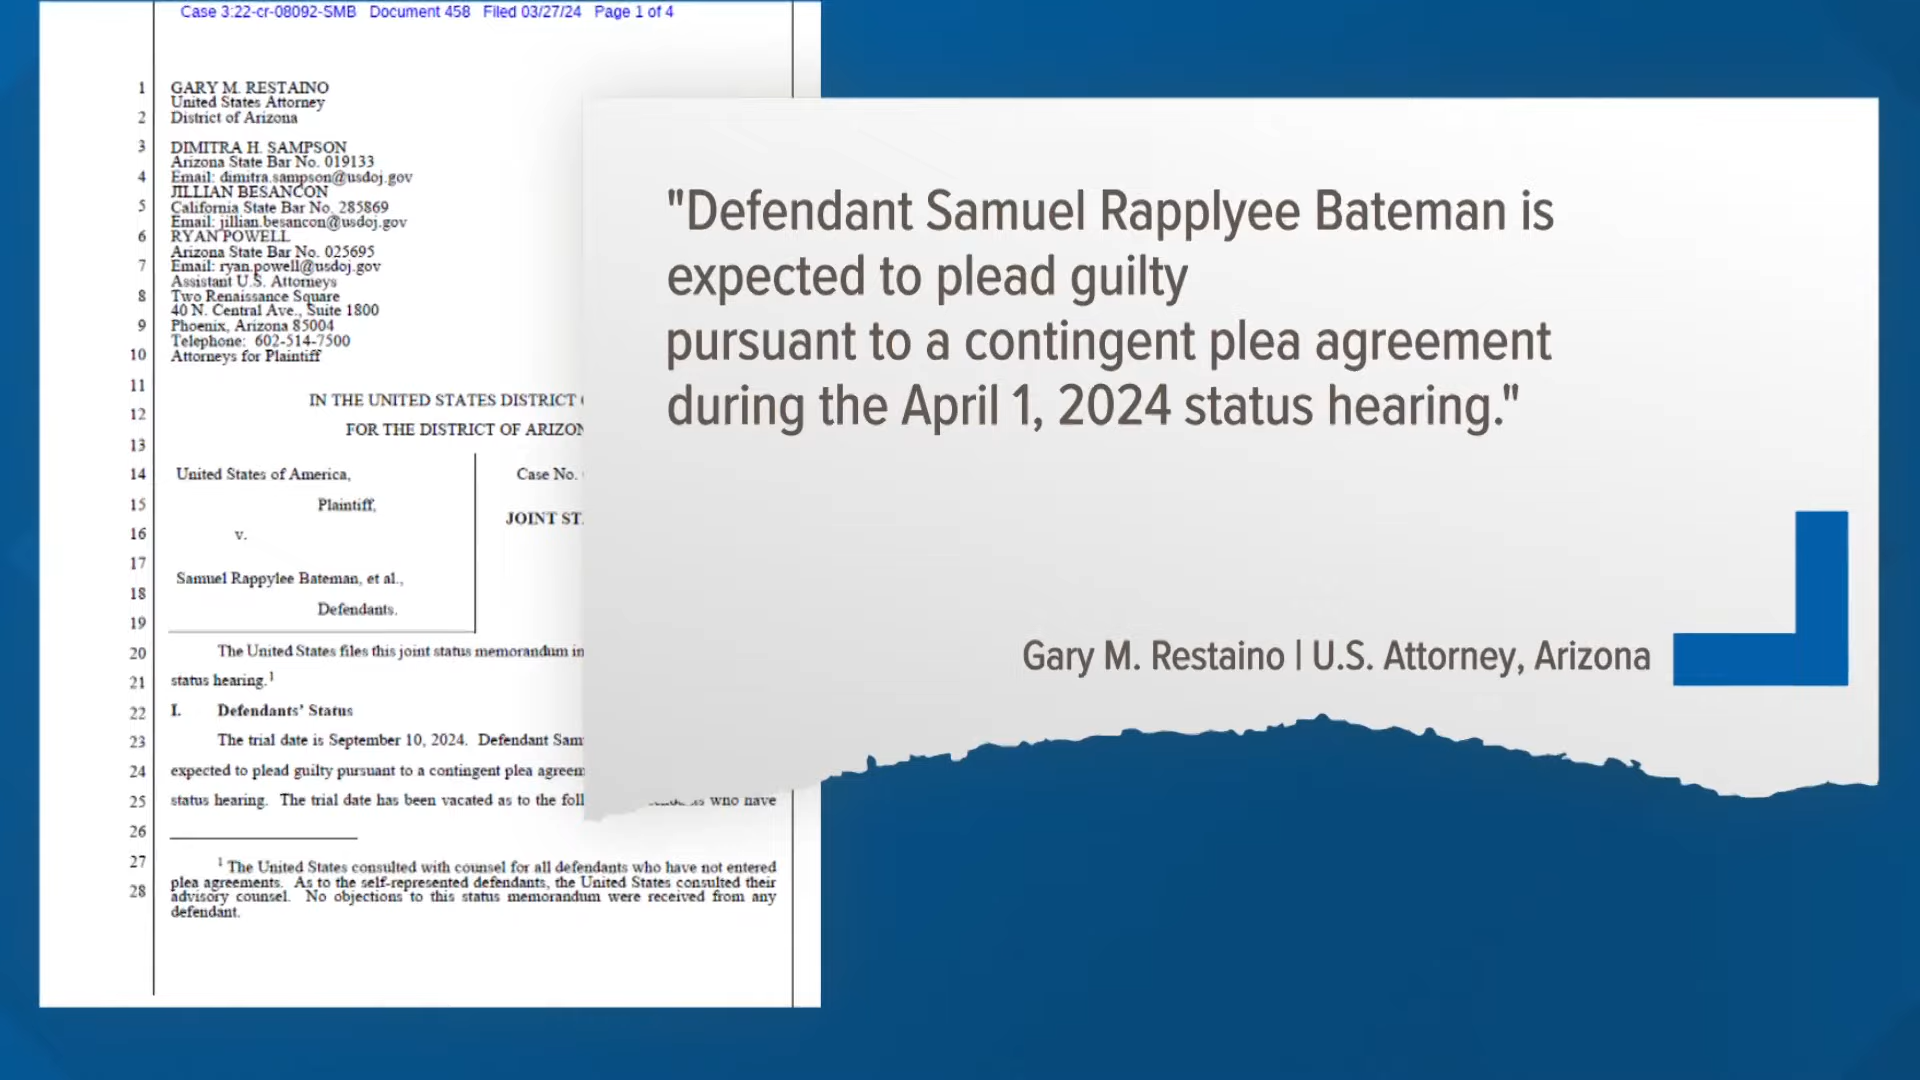 Case 3:22-cr-08092-SMB Document 458 Filed 03/27/24 Page 1 of 4
1 GARY M. RESTAINO
United States Attorney
2 District of Arizona
3 DIMITRA H. SAMPSON
Arizona State Bar No. 019133
4 Email: dimitra.sampson@usdoj.gov
JILLIAN BESANCON
5 California State Bar No. 285869
Email: jillian.besancon@usdoj.gov
6 RYAN POWELL
Arizona State Bar No. 025695
7 Email: ryan.powell@usdoj.gov
Assistant U.S. Attorneys
8 Two Renaissance Square
40 N. Central Ave., Suite 1800
9 Phoenix, Arizona 85004
Telephone: 602-514-7500
10 Attorneys for Plaintiff
11 IN THE UNITED STATES DISTRICT
12
FOR THE DISTRICT OF ARIZON
13
14 United States of America, Case No.
15 Plaintiff,
JOINT ST
16 v.
17
Samuel Rappylee Bateman, et al.,
18
Defendants.
19
20 The United States files this joint status memorandum in
21 status hearing.1
22 I. Defendants' Status
23 The trial date is September 10, 2024. Defendant Sam
24 expected to plead guilty pursuant to a contingent plea agreem
25 status hearing. The trial date has been vacated as to the foll who have
26
27 1 The United States consulted with counsel for all defendants who have not entered
plea agreements. As to the self-represented defendants, the United States consulted their
28 advisory counsel. No objections to this status memorandum were received from any
defendant.
"Defendant Samuel Rapplyee Bateman is
expected to plead guilty
pursuant to a contingent plea agreement
during the April 1, 2024 status hearing."
Gary M. Restaino | U.S. Attorney, Arizona